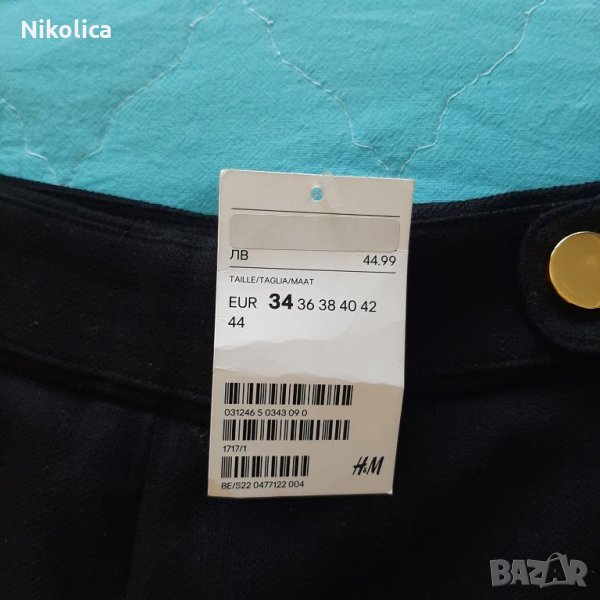 Nikolica
ЛВ 44.99
TAILLE/TAGLIA/MAAT
EUR 34 36 38 40 42
44
031246 5 0343 09 0
1717/1
H&M
BE/S22 0477122 004
BAZAR